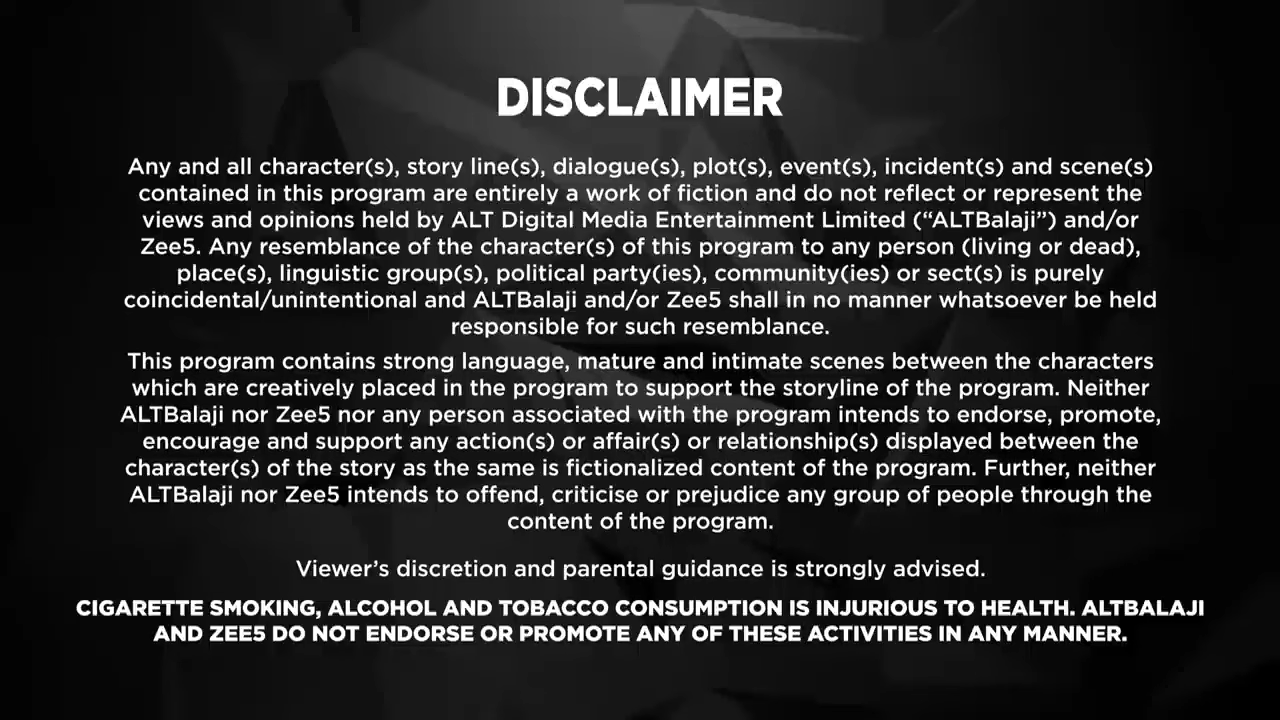 DISCLAIMER
Any and all character(s), story line(s), dialogue(s), plot(s), event(s), incident(s) and scene(s)
contained in this program are entirely a work of fiction and do not reflect or represent the
views and opinions held by ALT Digital Media Entertainment Limited (“ALTBalaji”) and/or
Zee5. Any resemblance of the character(s) of this program to any person (living or dead),
place(s), linguistic group(s), political party(ies), community(ies) or sect(s) is purely
coincidental/unintentional and ALTBalaji and/or Zee5 shall in no manner whatsoever be held
responsible for such resemblance.
This program contains strong language, mature and intimate scenes between the characters
which are creatively placed in the program to support the storyline of the program. Neither
ALTBalaji nor Zee5 nor any person associated with the program intends to endorse, promote,
encourage and support any action(s) or affair(s) or relationship(s) displayed between the
character(s) of the story as the same is fictionalized content of the program. Further, neither
ALTBalaji nor Zee5 intends to offend, criticise or prejudice any group of people through the
content of the program.
Viewer’s discretion and parental guidance is strongly advised.
CIGARETTE SMOKING, ALCOHOL AND TOBACCO CONSUMPTION IS INJURIOUS TO HEALTH. ALTBALAJI
AND ZEE5 DO NOT ENDORSE OR PROMOTE ANY OF THESE ACTIVITIES IN ANY MANNER.